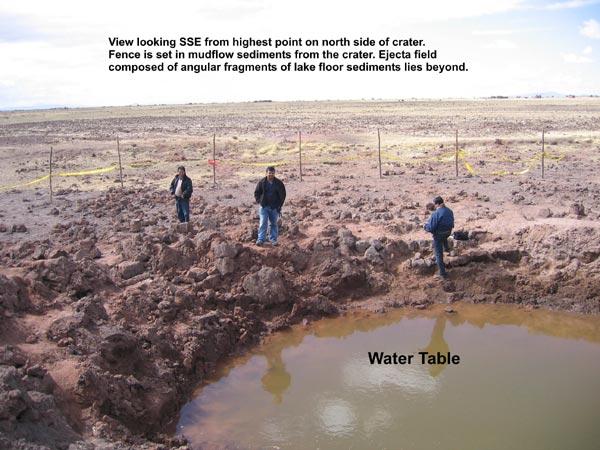 View looking SSE from highest point on north side of crater.
Fence is set in mudflow sediments from the crater. Ejecta field
composed of angular fragments of lake floor sediments lies beyond.
Water Table